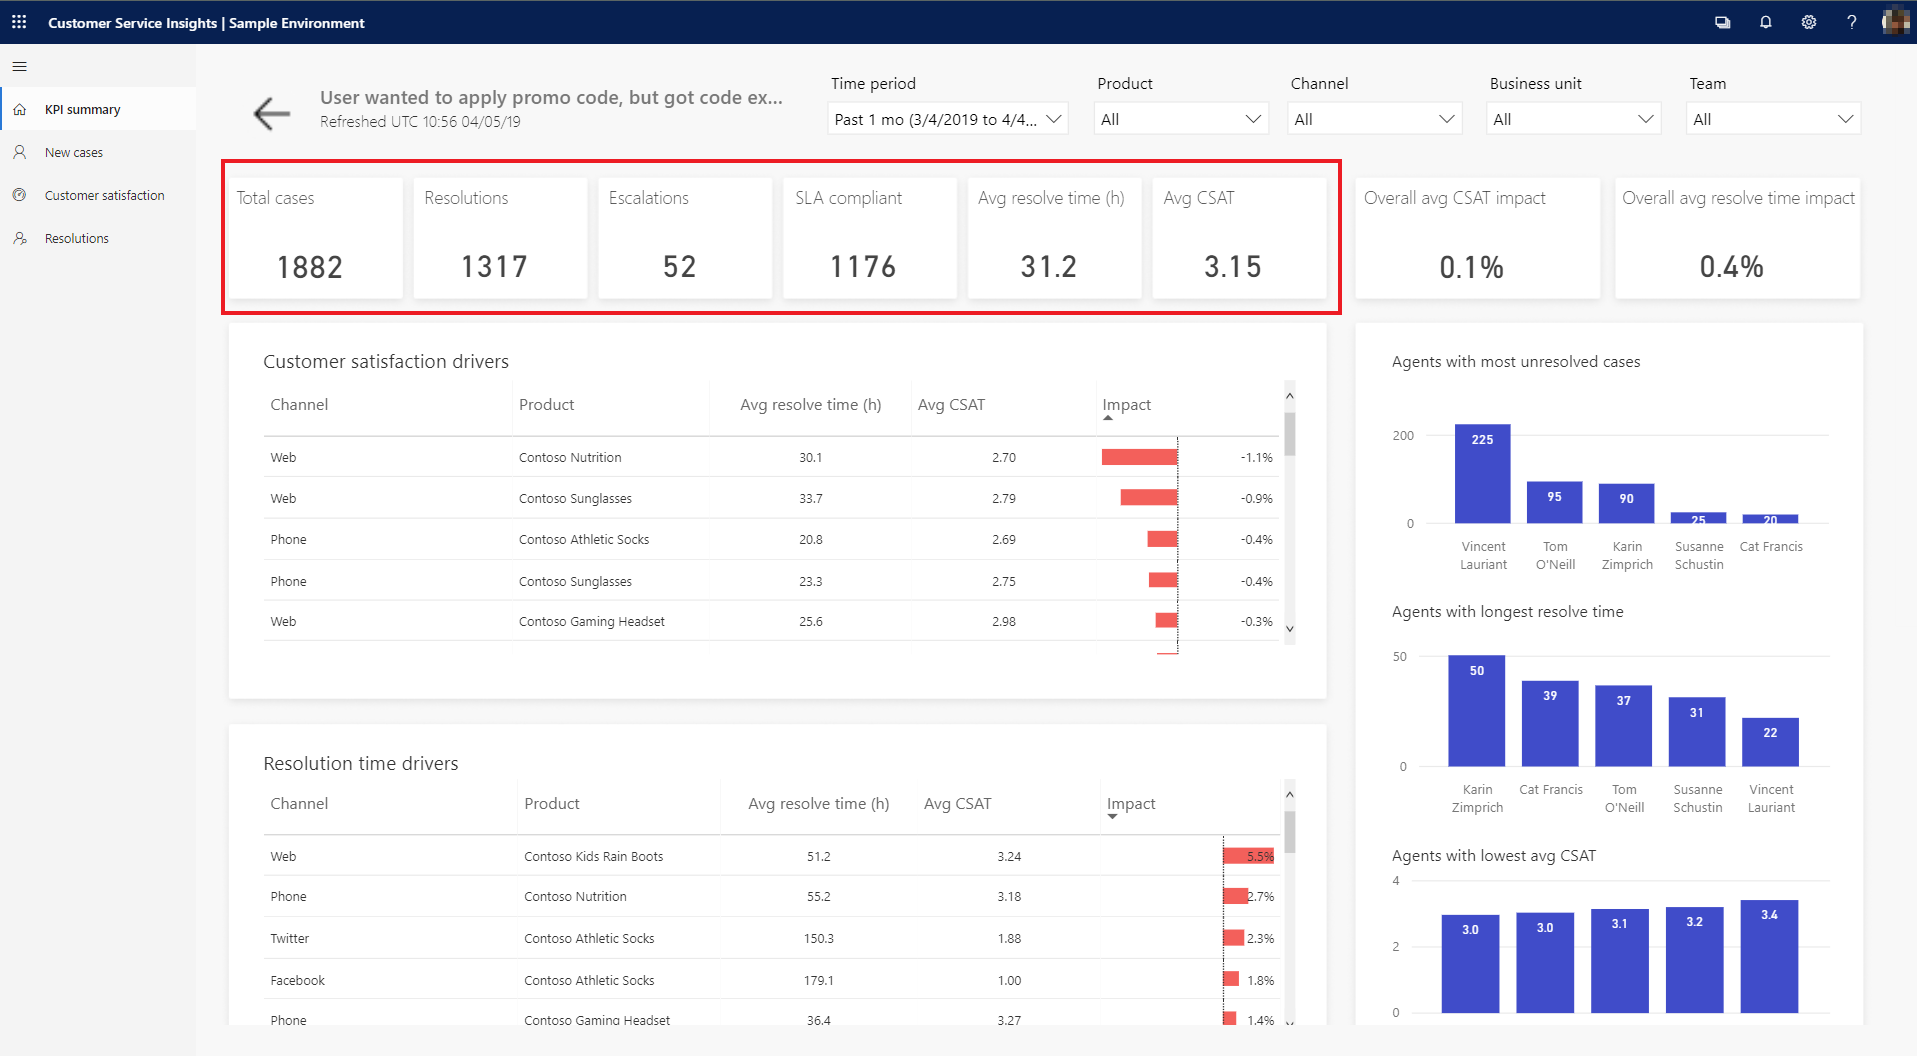 Customer Service Insights | Sample Environment
?
KPI summary
New cases
Customer satisfaction
Resolutions
User wanted to apply promo code, but got code ex...
Refreshed UTC 10:56 04/05/19
Time period
Product
Channel
Business unit
Team
Past 1 mo (3/4/2019 to 4/4...
All
All
All
All
Total cases
1882
Resolutions
1317
Escalations
52
SLA compliant
1176
Avg resolve time (h)
31.2
Avg CSAT
3.15
Overall avg CSAT impact
0.1%
Overall avg resolve time impact
0.4%
Customer satisfaction drivers
Channel Product Avg resolve time (h) Avg CSAT Impact
Web Contoso Nutrition 30.1 2.70 -1.1%
Web Contoso Sunglasses 33.7 2.79 -0.9%
Phone Contoso Athletic Socks 20.8 2.69 -0.4%
Phone Contoso Sunglasses 23.3 2.75 -0.4%
Web Contoso Gaming Headset 25.6 2.98 -0.3%
Resolution time drivers
Channel Product Avg resolve time (h) Avg CSAT Impact
Web Contoso Kids Rain Boots 51.2 3.24 5.5%
Phone Contoso Nutrition 55.2 3.18 2.7%
Twitter Contoso Athletic Socks 150.3 1.88 2.3%
Facebook Contoso Athletic Socks 179.1 1.00 1.8%
Phone Contoso Gaming Headset 36.4 3.27 1.4%
Agents with most unresolved cases
200
0
225 95 90 25 20
Vincent Lauriant
Tom O'Neill
Karin Zimprich
Susanne Schustin
Cat Francis
Agents with longest resolve time
50
0
50 39 37 31 22
Karin Zimprich
Cat Francis
Tom O'Neill
Susanne Schustin
Vincent Lauriant
Agents with lowest avg CSAT
4
2
0
3.0 3.0 3.1 3.2 3.4